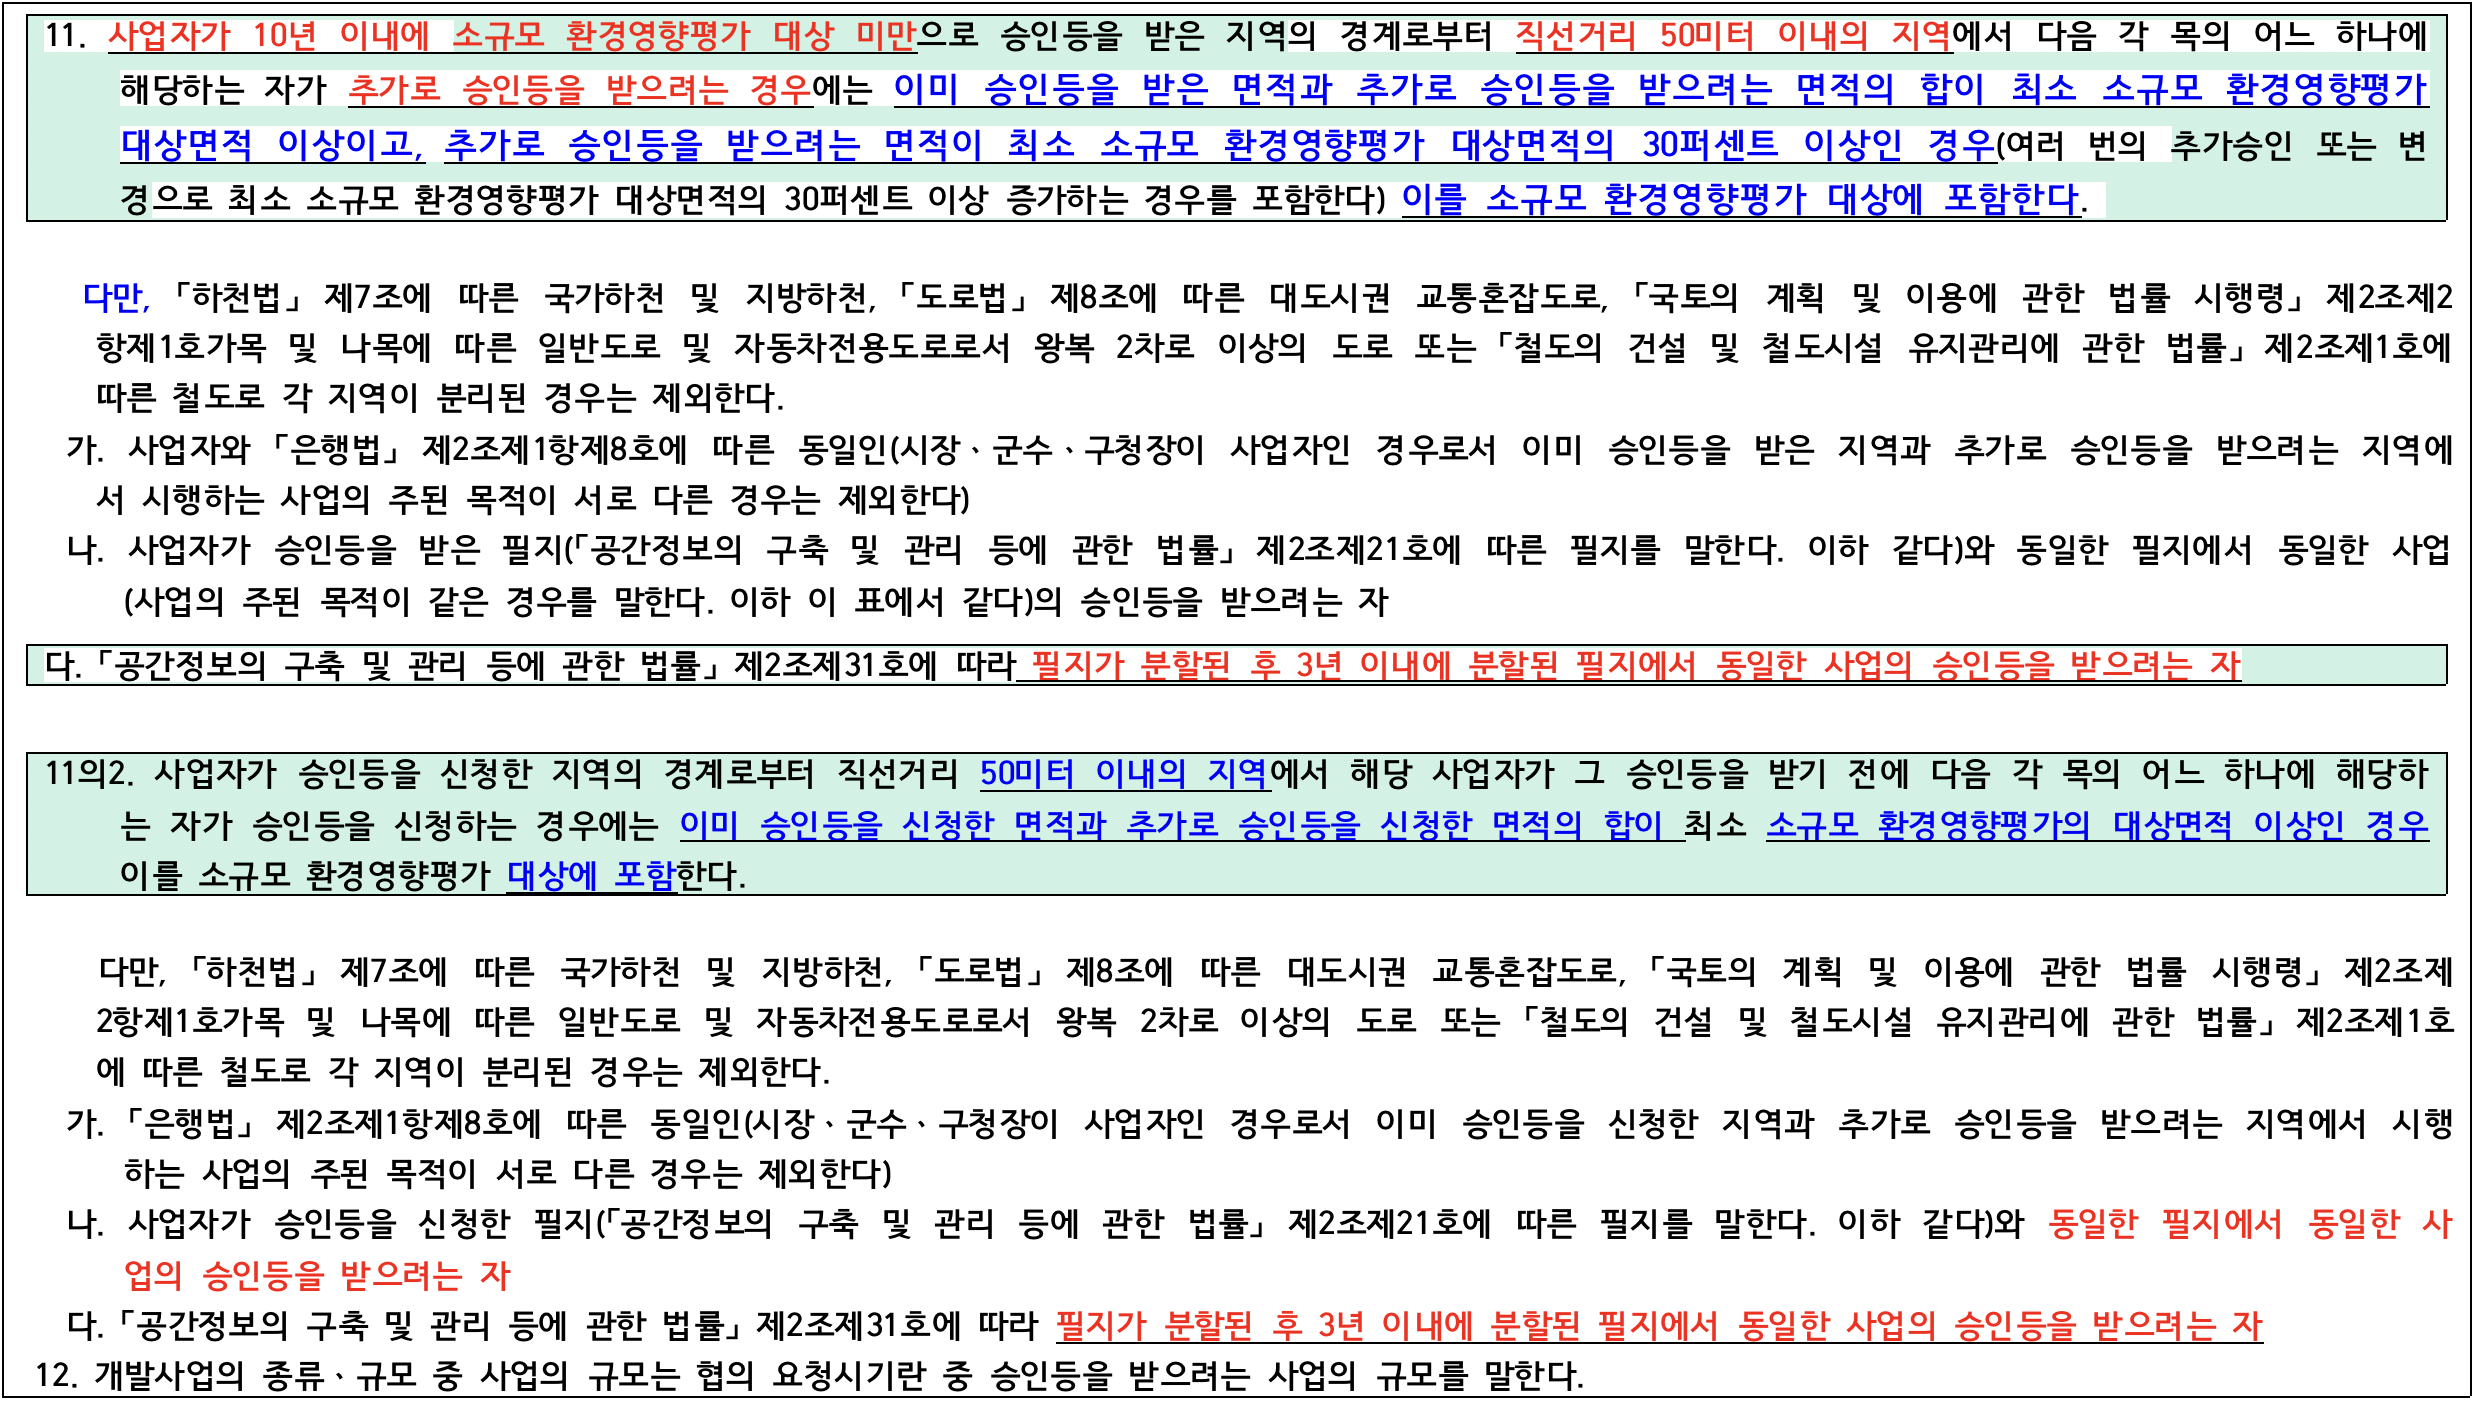 11. 사업자가 10년 이내에 소규모 환경영향평가 대상 미만으로 승인등을 받은 지역의 경계로부터 직선거리 50미터 이내의 지역에서 다음 각 목의 어느 하나에
해당하는 자가 추가로 승인등을 받으려는 경우에는 이미 승인등을 받은 면적과 추가로 승인등을 받으려는 면적의 합이 최소 소규모 환경영향평가
대상면적 이상이고, 추가로 승인등을 받으려는 면적이 최소 소규모 환경영향평가 대상면적의 30퍼센트 이상인 경우(여러 번의 추가승인 또는 변
경으로 최소 소규모 환경영향평가 대상면적의 30퍼센트 이상 증가하는 경우를 포함한다) 이를 소규모 환경영향평가 대상에 포함한다.
다만, 「하천법」 제7조에 따른 국가하천 및 지방하천, 「도로법」 제8조에 따른 대도시권 교통혼잡도로, 「국토의 계획 및 이용에 관한 법률 시행령」 제2조제2
항제1호가목 및 나목에 따른 일반도로 및 자동차전용도로로서 왕복 2차로 이상의 도로 또는 「철도의 건설 및 철도시설 유지관리에 관한 법률」 제2조제1호에
따른 철도로 각 지역이 분리된 경우는 제외한다.
가. 사업자와 「은행법」 제2조제1항제8호에 따른 동일인(시장ㆍ군수ㆍ구청장이 사업자인 경우로서 이미 승인등을 받은 지역과 추가로 승인등을 받으려는 지역에
서 시행하는 사업의 주된 목적이 서로 다른 경우는 제외한다)
나. 사업자가 승인등을 받은 필지(「공간정보의 구축 및 관리 등에 관한 법률」 제2조제21호에 따른 필지를 말한다. 이하 같다)와 동일한 필지에서 동일한 사업
(사업의 주된 목적이 같은 경우를 말한다. 이하 이 표에서 같다)의 승인등을 받으려는 자
다. 「공간정보의 구축 및 관리 등에 관한 법률」 제2조제31호에 따라 필지가 분할된 후 3년 이내에 분할된 필지에서 동일한 사업의 승인등을 받으려는 자
11의2. 사업자가 승인등을 신청한 지역의 경계로부터 직선거리 50미터 이내의 지역에서 해당 사업자가 그 승인등을 받기 전에 다음 각 목의 어느 하나에 해당하
는 자가 승인등을 신청하는 경우에는 이미 승인등을 신청한 면적과 추가로 승인등을 신청한 면적의 합이 최소 소규모 환경영향평가의 대상면적 이상인 경우
이를 소규모 환경영향평가 대상에 포함한다.
다만, 「하천법」 제7조에 따른 국가하천 및 지방하천, 「도로법」 제8조에 따른 대도시권 교통혼잡도로, 「국토의 계획 및 이용에 관한 법률 시행령」 제2조제
2항제1호가목 및 나목에 따른 일반도로 및 자동차전용도로로서 왕복 2차로 이상의 도로 또는 「철도의 건설 및 철도시설 유지관리에 관한 법률」 제2조제1호
에 따른 철도로 각 지역이 분리된 경우는 제외한다.
가. 「은행법」 제2조제1항제8호에 따른 동일인(시장ㆍ군수ㆍ구청장이 사업자인 경우로서 이미 승인등을 신청한 지역과 추가로 승인등을 받으려는 지역에서 시행
하는 사업의 주된 목적이 서로 다른 경우는 제외한다)
나. 사업자가 승인등을 신청한 필지(「공간정보의 구축 및 관리 등에 관한 법률」 제2조제21호에 따른 필지를 말한다. 이하 같다)와 동일한 필지에서 동일한 사
업의 승인등을 받으려는 자
다. 「공간정보의 구축 및 관리 등에 관한 법률」 제2조제31호에 따라 필지가 분할된 후 3년 이내에 분할된 필지에서 동일한 사업의 승인등을 받으려는 자
12. 개발사업의 종류ㆍ규모 중 사업의 규모는 협의 요청시기란 중 승인등을 받으려는 사업의 규모를 말한다.